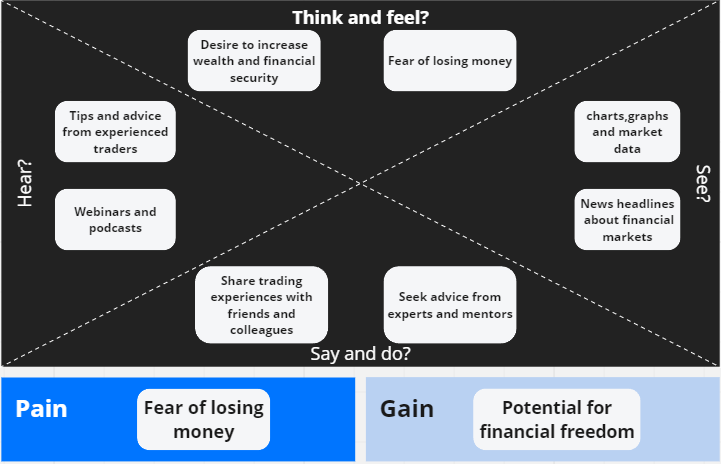 Think and feel?
Desire to increase
wealth and financial
security
Fear of losing money
Tips and advice
from experienced
traders
charts,graphs
and market
data
Hear?
See?
Webinars and
podcasts
News headlines
about financial
markets
Share trading
experiences with
friends and
colleagues
Seek advice from
experts and mentors
Say and do?
Pain
Fear of losing
money
Gain
Potential for
financial freedom